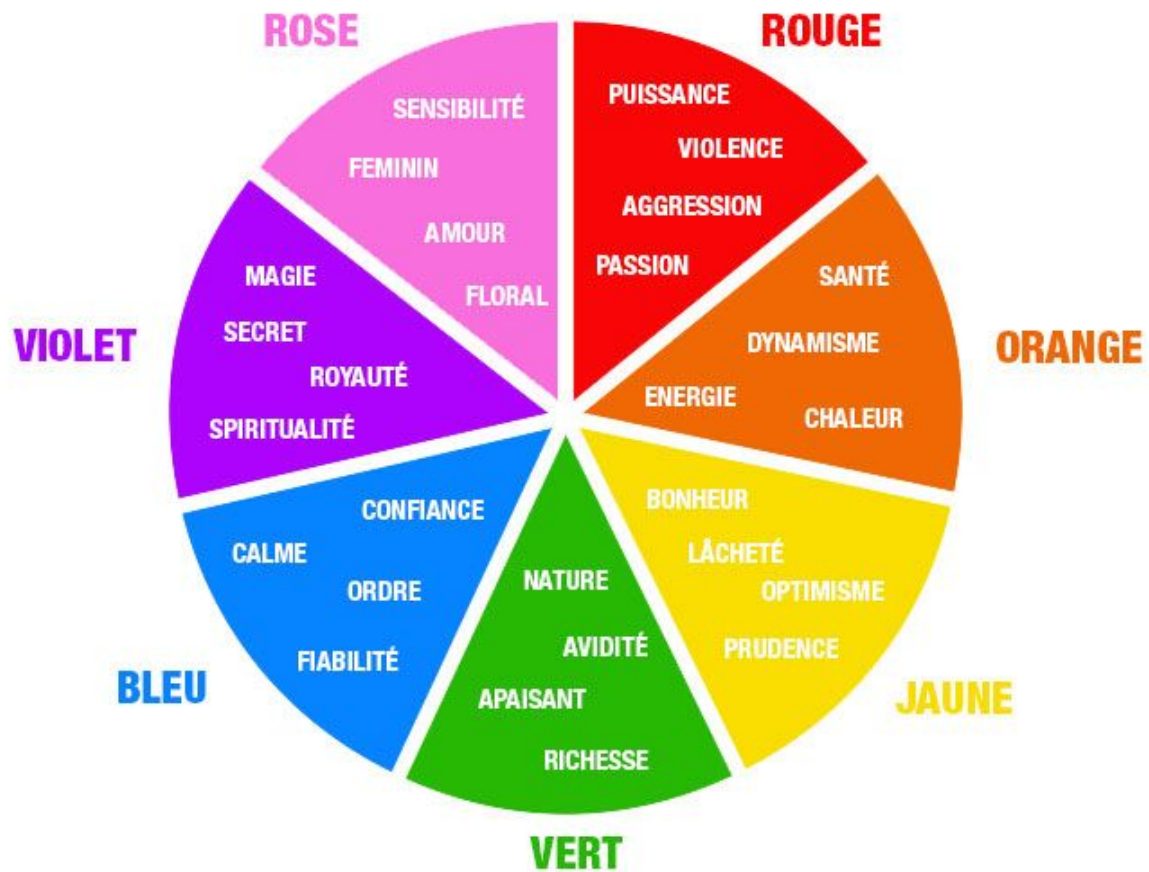 ROSE
SENSIBILITÉ
FEMININ
AMOUR
FLORAL
ROUGE
PUISSANCE
VIOLENCE
AGGRESSION
PASSION
ORANGE
SANTÉ
DYNAMISME
ENERGIE
CHALEUR
JAUNE
BONHEUR
LÂCHETÉ
OPTIMISME
PRUDENCE
VERT
NATURE
AVIDITÉ
APAISANT
RICHESSE
BLEU
CONFIANCE
CALME
ORDRE
FIABILITÉ
VIOLET
MAGIE
SECRET
ROYAUTÉ
SPIRITUALITÉ